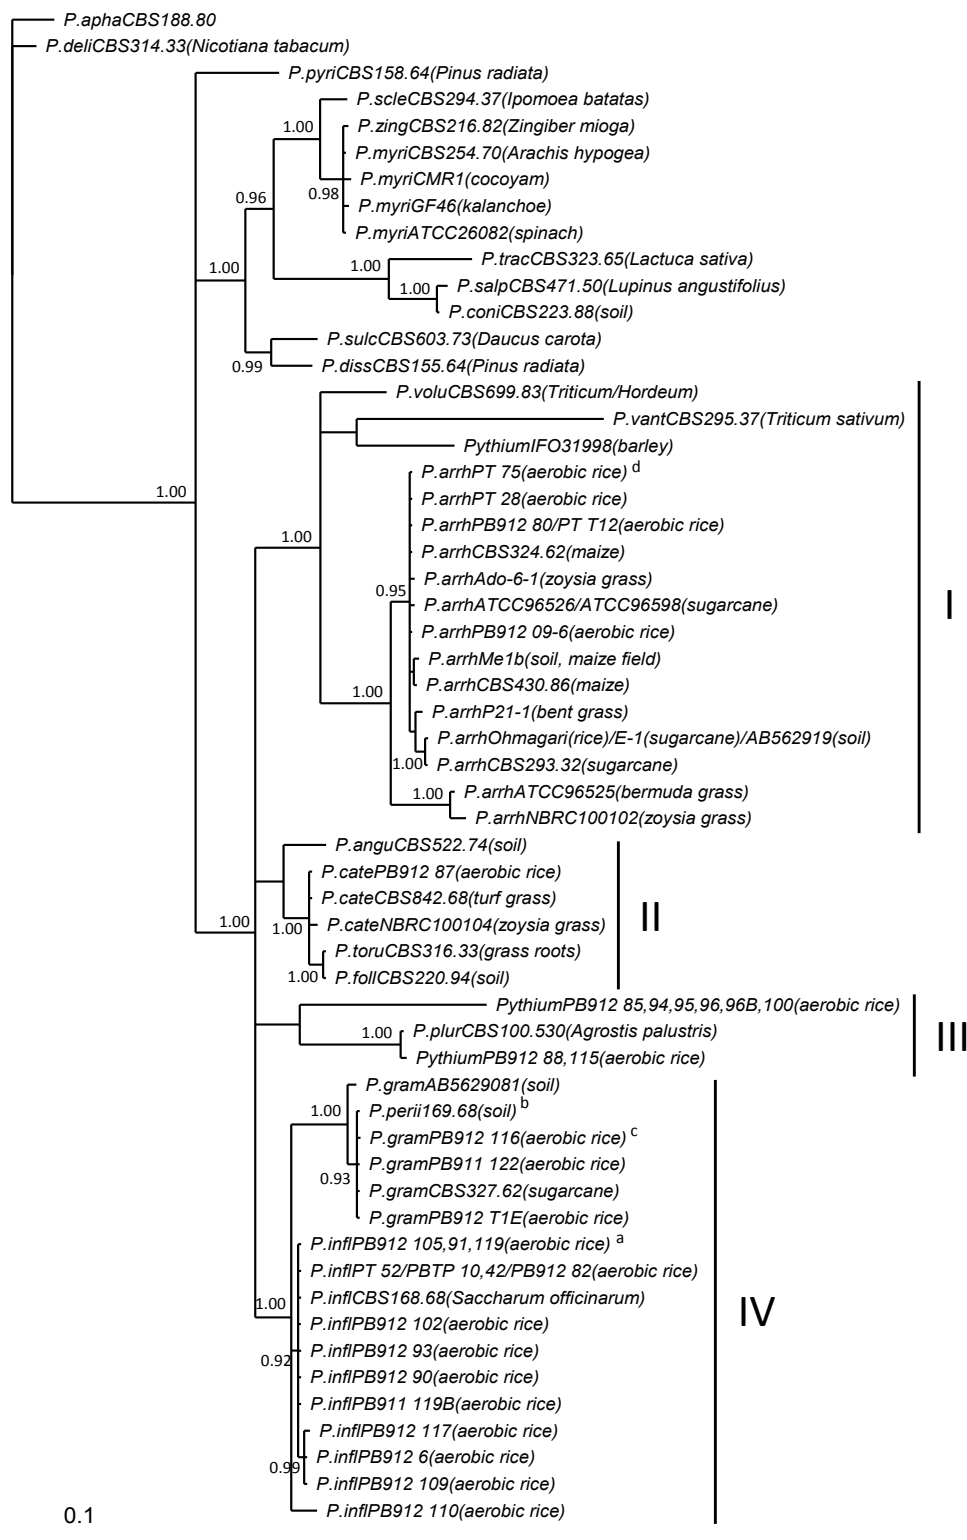 P.aphaCBS188.80
P.deliCBS314.33(Nicotiana tabacum)
P.pyriCBS158.64(Pinus radiata)
P.scleCBS294.37(Ipomoea batatas)
1.00
P.zingCBS216.82(Zingiber mioga)
P.myriCBS254.70(Arachis hypogea)
P.myriCMR1(cocoyam)
0.98
0.96
P.myriGF46(kalanchoe)
P.myriATCC26082(spinach)
P.tracCBS323.65(Lactuca sativa)
1.00
1.00
P.salpCBS471.50(Lupinus angustifolius)
1.00
P.coniCBS223.88(soil)
P.sulcCBS603.73(Daucus carota)
0.99
P.dissCBS155.64(Pinus radiata)
P.voluCBS699.83(Triticum/Hordeum)
P.vantCBS295.37(Triticum sativum)
PythiumIFO31998(barley)
P.arrhPT 75(aerobic rice) d
1.00
P.arrhPT 28(aerobic rice)
P.arrhPB912 80/PT T12(aerobic rice)
1.00
P.arrhCBS324.62(maize)
P.arrhAdo-6-1(zoysia grass)
0.95
P.arrhATCC96526/ATCC96598(sugarcane)
I
P.arrhPB912 09-6(aerobic rice)
P.arrhMe1b(soil, maize field)
P.arrhCBS430.86(maize)
1.00
P.arrhP21-1(bent grass)
P.arrhOhmagari(rice)/E-1(sugarcane)/AB562919(soil)
1.00
P.arrhCBS293.32(sugarcane)
1.00
P.arrhATCC96525(bermuda grass)
P.arrhNBRC100102(zoysia grass)
P.anguCBS522.74(soil)
P.catePB912 87(aerobic rice)
P.cateCBS842.68(turf grass)
II
1.00
1.00
P.cateNBRC100104(zoysia grass)
P.toruCBS316.33(grass roots)
1.00
P.follCBS220.94(soil)
PythiumPB912 85,94,95,96,96B,100(aerobic rice)
1.00
P.plurCBS100.530(Agrostis palustris)
III
PythiumPB912 88,115(aerobic rice)
P.gramAB5629081(soil)
1.00
P.perii169.68(soil) b
P.gramPB912 116(aerobic rice) c
P.gramPB911 122(aerobic rice)
0.93
P.gramCBS327.62(sugarcane)
P.gramPB912 T1E(aerobic rice)
P.inflPB912 105,91,119(aerobic rice) a
P.inflPT 52/PBTP 10,42/PB912 82(aerobic rice)
1.00
P.inflCBS168.68(Saccharum officinarum)
IV
P.inflPB912 102(aerobic rice)
0.92
P.inflPB912 93(aerobic rice)
P.inflPB912 90(aerobic rice)
P.inflPB911 119B(aerobic rice)
P.inflPB912 117(aerobic rice)
P.inflPB912 6(aerobic rice)
0.99
P.inflPB912 109(aerobic rice)
P.inflPB912 110(aerobic rice)
0.1